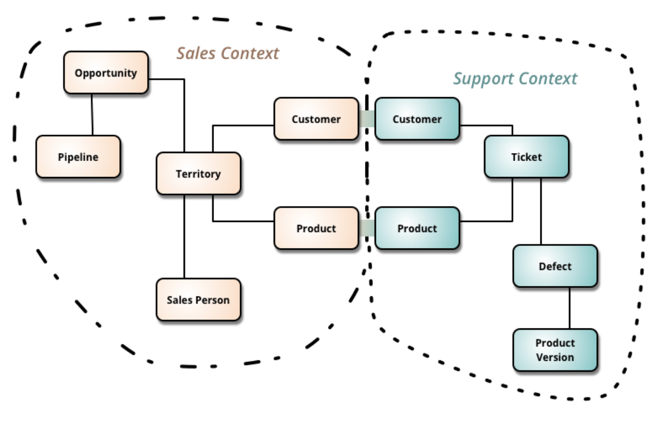 Sales Context
Opportunity
Support Context
Customer
Customer
Pipeline
Ticket
Territory
Product
Product
Defect
Sales Person
Product
Version